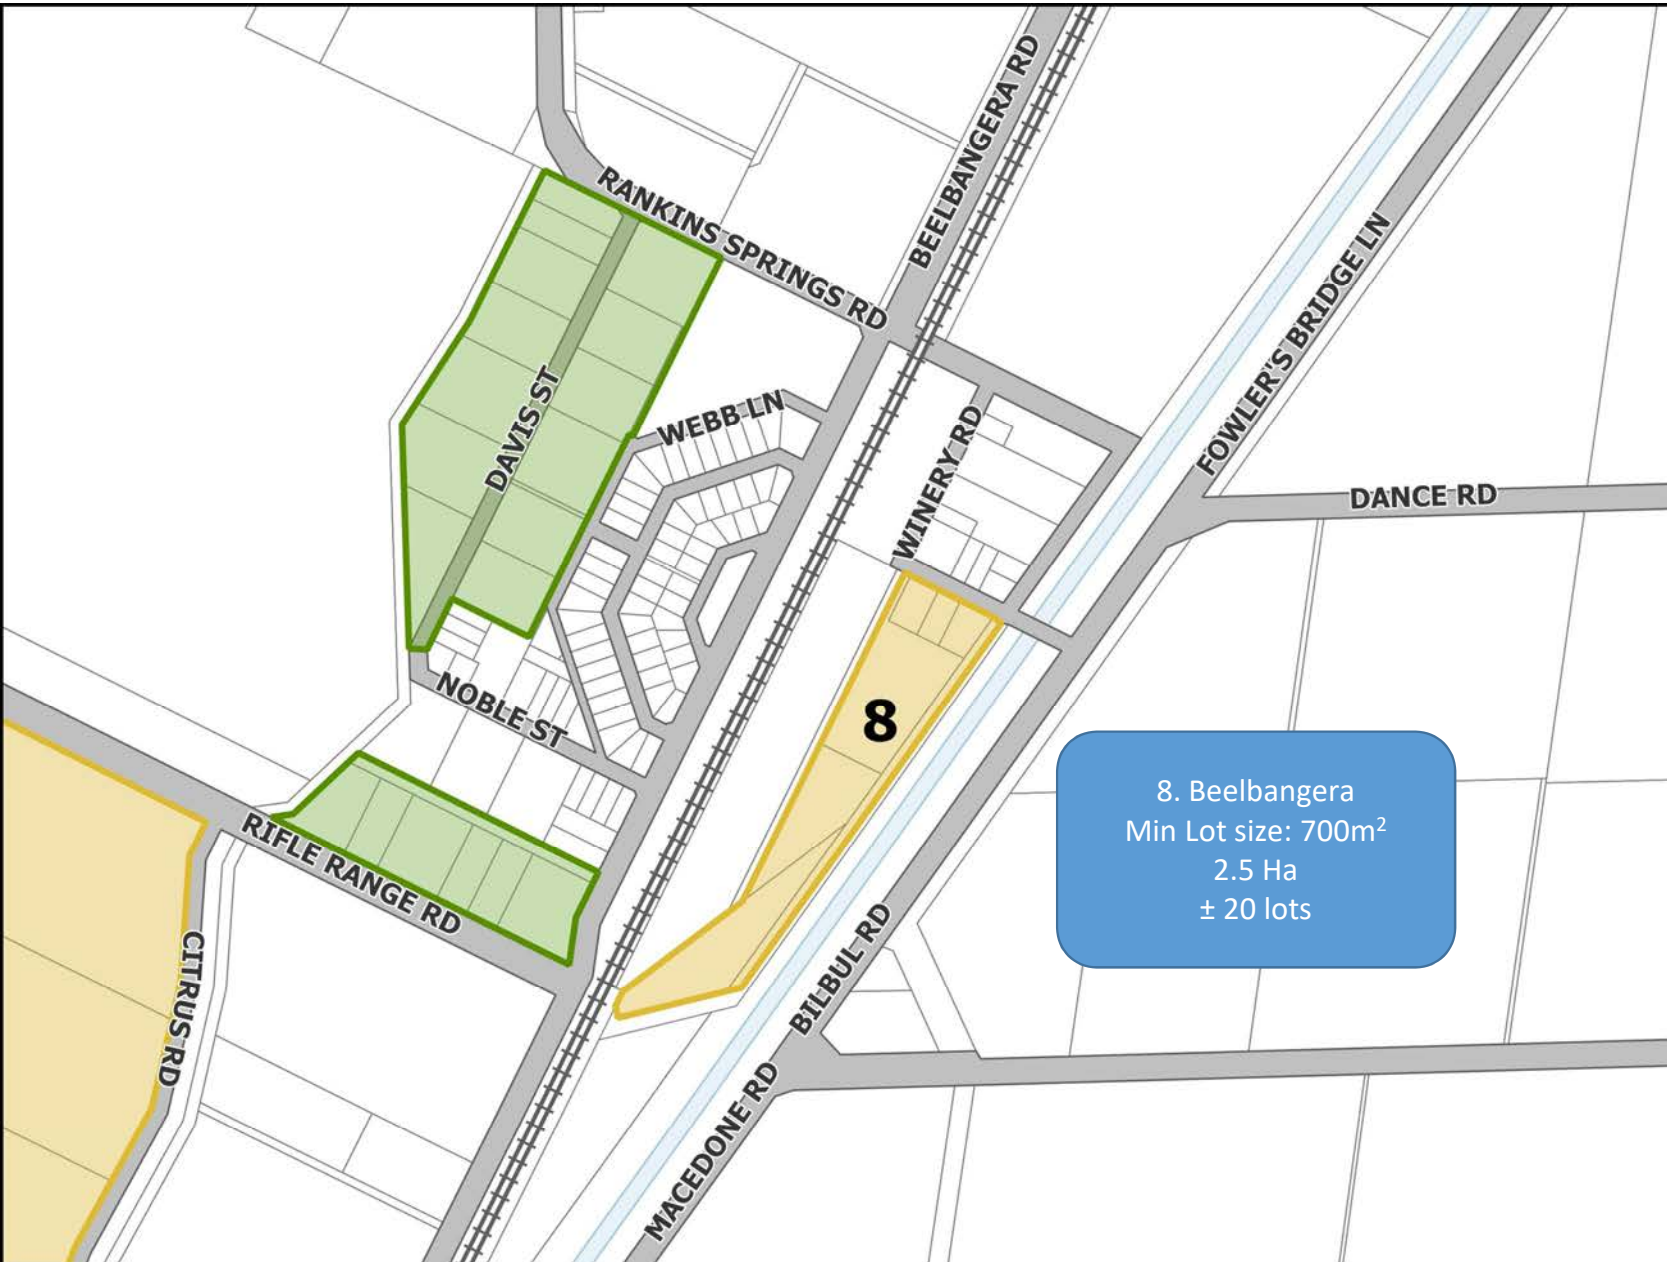 RANKINS SPRINGS RD
BEELBANGERA RD
FOWLER'S BRIDGE LN
DAVIS ST
WEBB LN
WINERY RD
DANCE RD
NOBLE ST
8
8. Beelbangera
Min Lot size: 700m²
2.5 Ha
± 20 lots
RIFLE RANGE RD
CITRUS RD
BILBUL RD
MACEDONE RD